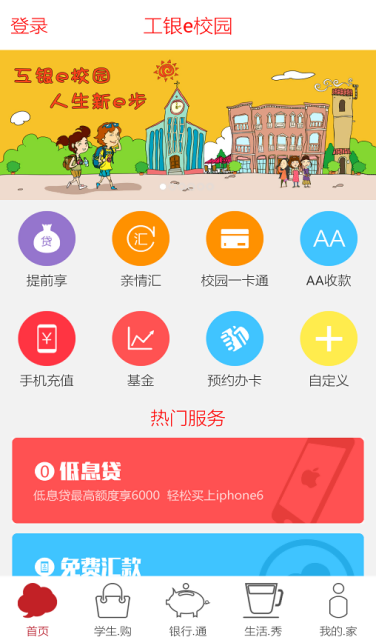 登录
工银e校园
工银e校园
人生新e步
贷
汇
AA
提前享
亲情汇
校园一卡通
AA收款
¥
手机充值
基金
预约办卡
自定义
热门服务
低息贷
低息贷最高额度享6000 轻松买上iphone6
免费汇款
首页
学生.购
银行.通
生活.秀
我的.家